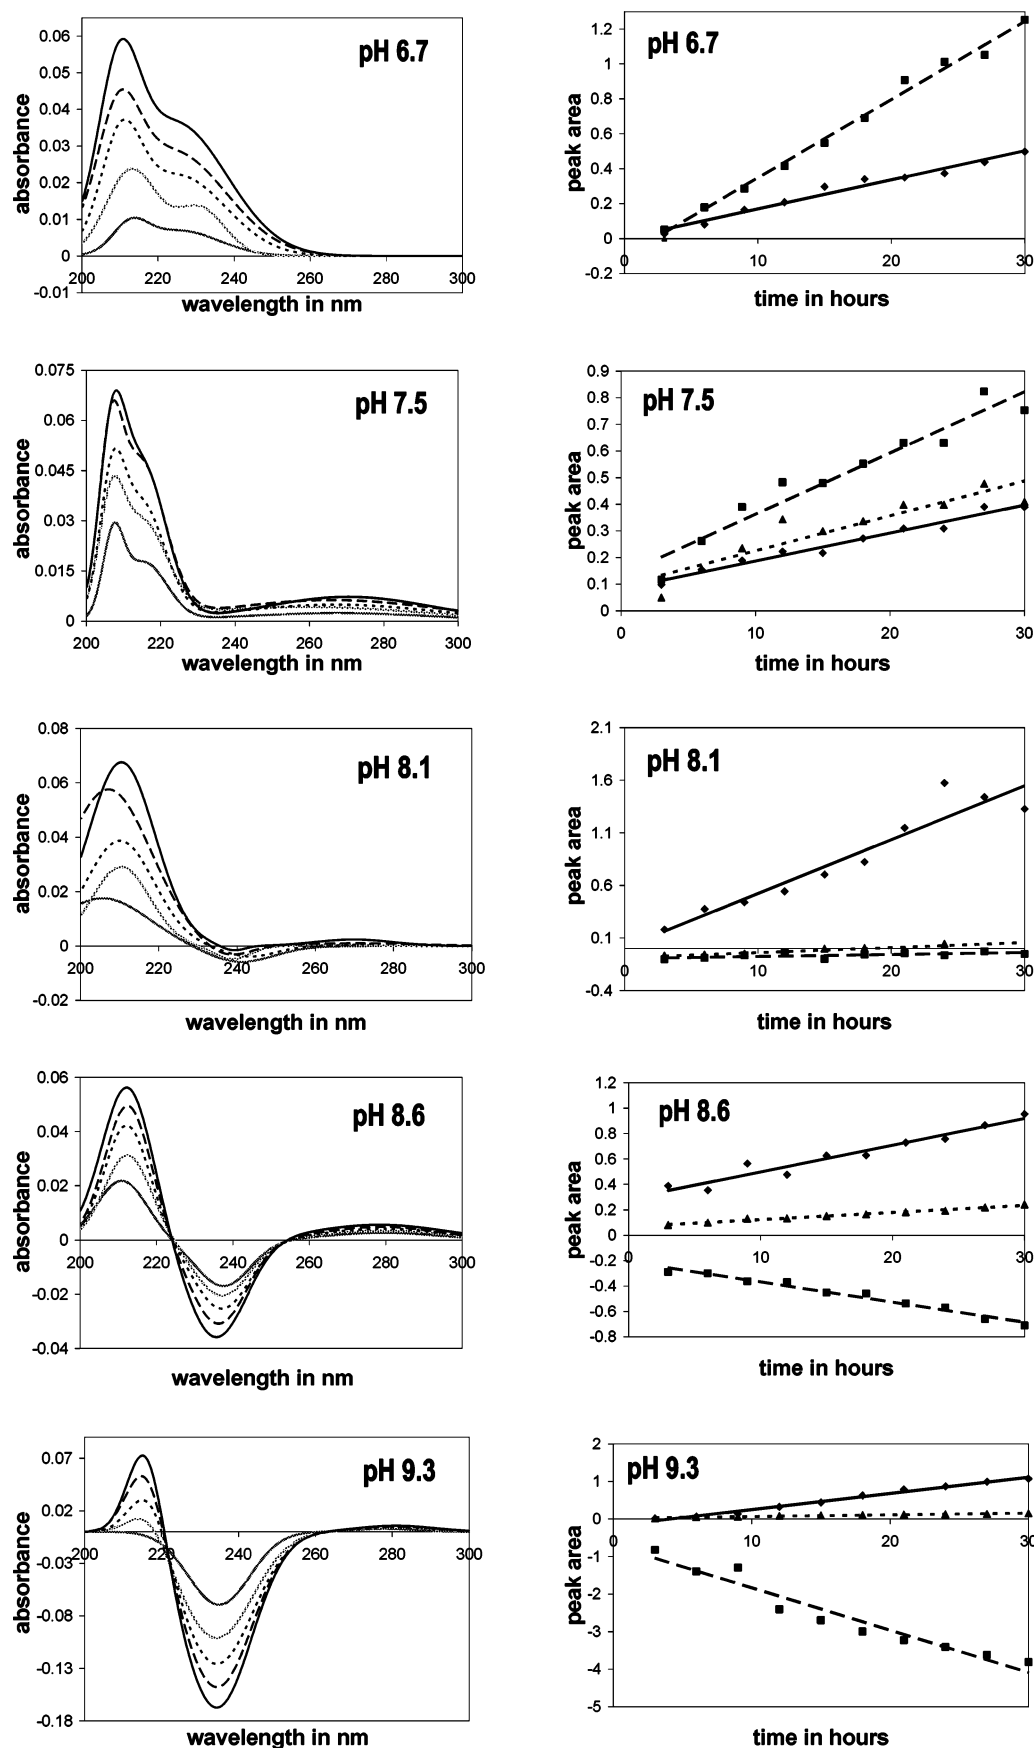 pH 6.7
absorbance
0.06
0.05
0.04
0.03
0.02
0.01
0
-0.01
200 220 240 260 280 300
wavelength in nm
pH 6.7
peak area
1.2
1
0.8
0.6
0.4
0.2
0
-0.2
0 10 20 30
time in hours
pH 7.5
absorbance
0.075
0.06
0.045
0.03
0.015
0
200 220 240 260 280 300
wavelength in nm
pH 7.5
peak area
0.9
0.8
0.7
0.6
0.5
0.4
0.3
0.2
0.1
0
0 10 20 30
time in hours
pH 8.1
absorbance
0.08
0.06
0.04
0.02
0
-0.02
200 220 240 260 280 300
wavelength in nm
pH 8.1
peak area
2.1
1.6
1.1
0.6
0.1
-0.4
0 10 20 30
time in hours
pH 8.6
absorbance
0.06
0.04
0.02
0
-0.02
-0.04
200 220 240 260 280 300
wavelength in nm
pH 8.6
peak area
1.2
1
0.8
0.6
0.4
0.2
0
-0.2
-0.4
-0.6
-0.8
0 10 20 30
time in hours
pH 9.3
absorbance
0.07
0.02
-0.03
-0.08
-0.13
-0.18
200 220 240 260 280 300
wavelength in nm
pH 9.3
peak area
2
1
0
-1
-2
-3
-4
-5
0 10 20 30
time in hours